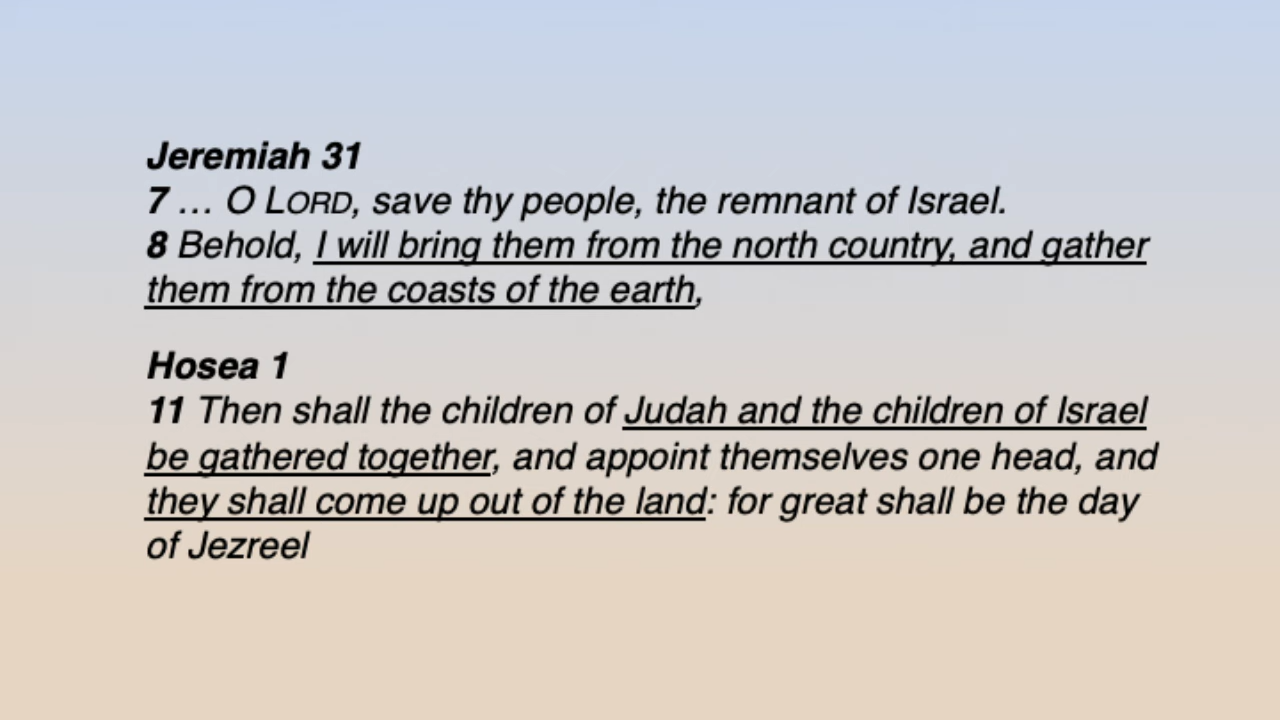 Jeremiah 31
7 … O LORD, save thy people, the remnant of Israel.
8 Behold, I will bring them from the north country, and gather
them from the coasts of the earth,
Hosea 1
11 Then shall the children of Judah and the children of Israel
be gathered together, and appoint themselves one head, and
they shall come up out of the land: for great shall be the day
of Jezreel